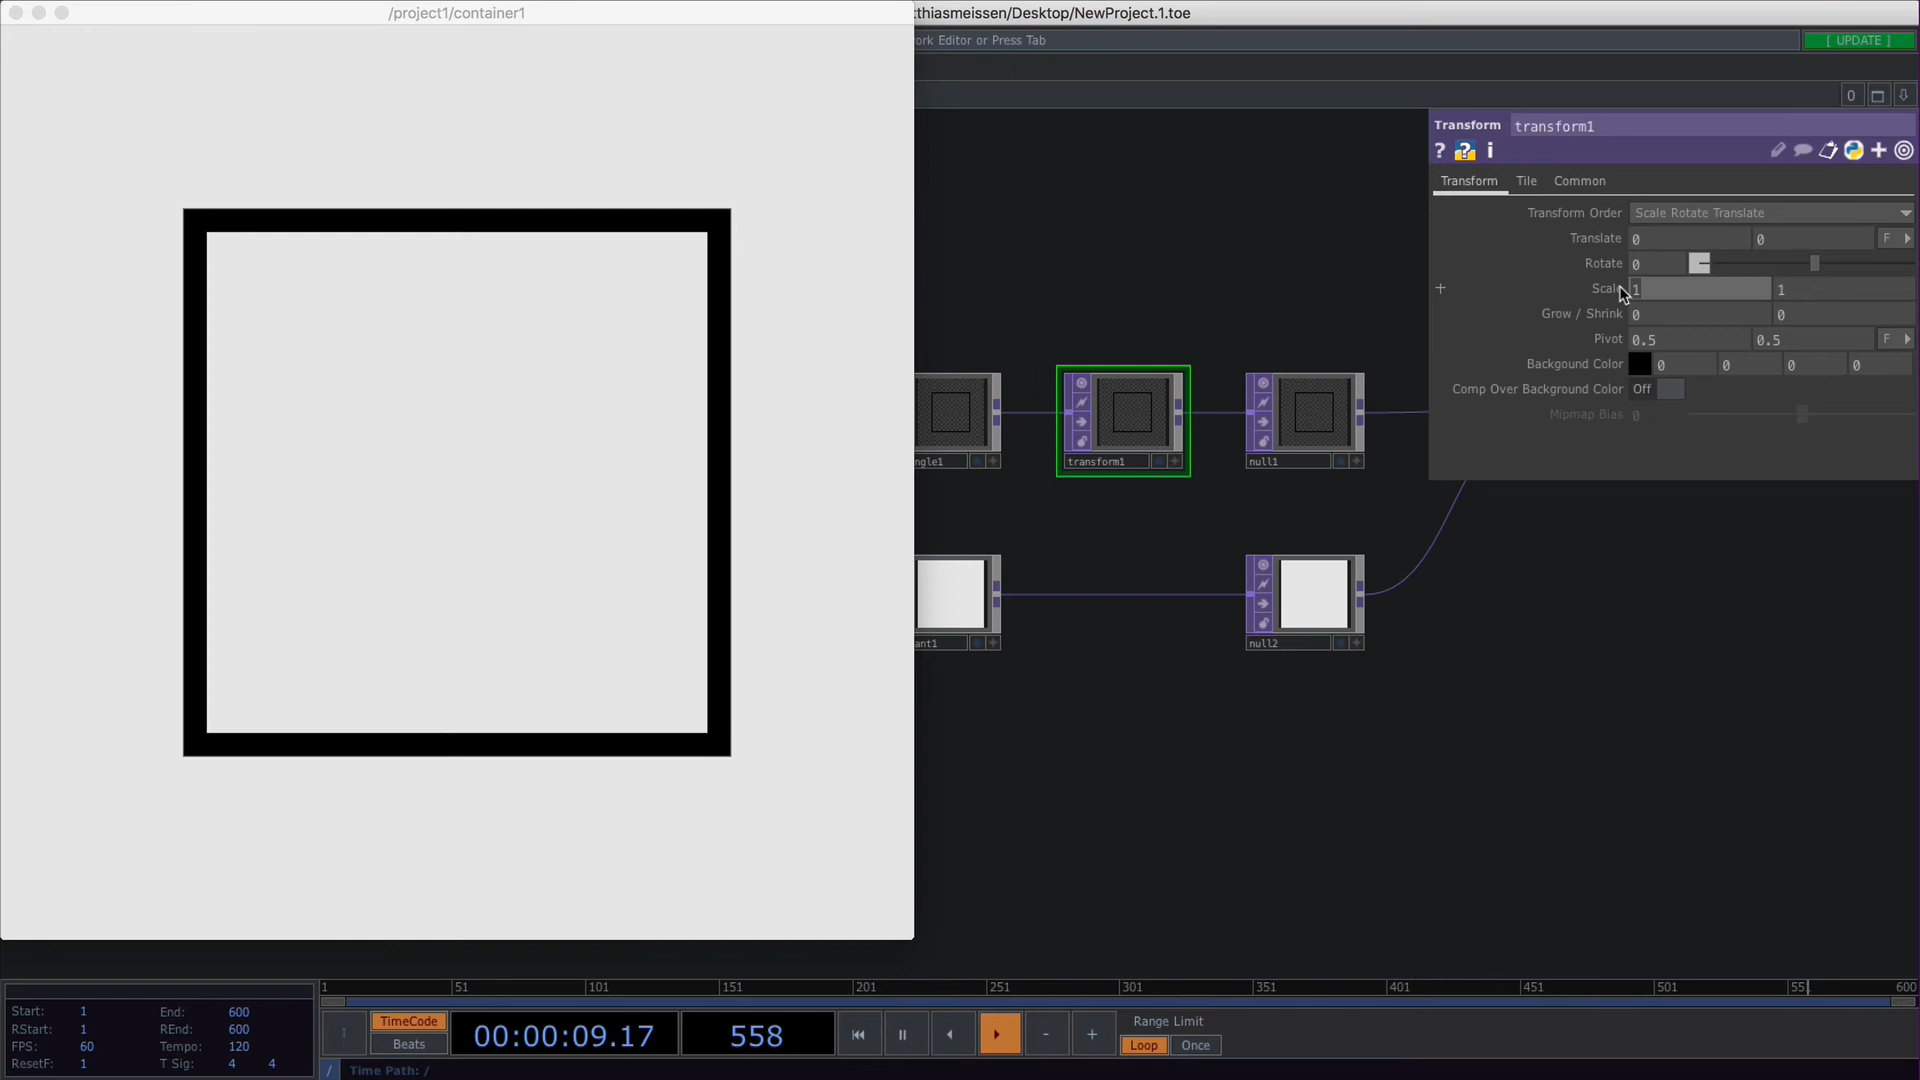 /project1/container1
tthiasmeissen/Desktop/NewProject.1.toe
ork Editor or Press Tab
[ UPDATE ]
0
Transform transform1
? ? i
Transform Tile Common
Transform Order Scale Rotate Translate
Translate 0 0 F
Rotate 0
+ Scale 1 1
Grow / Shrink 0 0
Pivot 0.5 0.5 F
Backgound Color 0 0 0 0
Comp Over Background Color Off
Mipmap Bias 0
ngle1
transform1
null1
ant1
null2
1 51 101 151 201 251 301 351 401 451 501 551 600
Start: 1 End: 600
RStart: 1 REnd: 600
FPS: 60 Tempo: 120
ResetF: 1 T Sig: 4 4
TimeCode
Beats
00:00:09.17
558
- +
Range Limit
Loop Once
/ Time Path: /